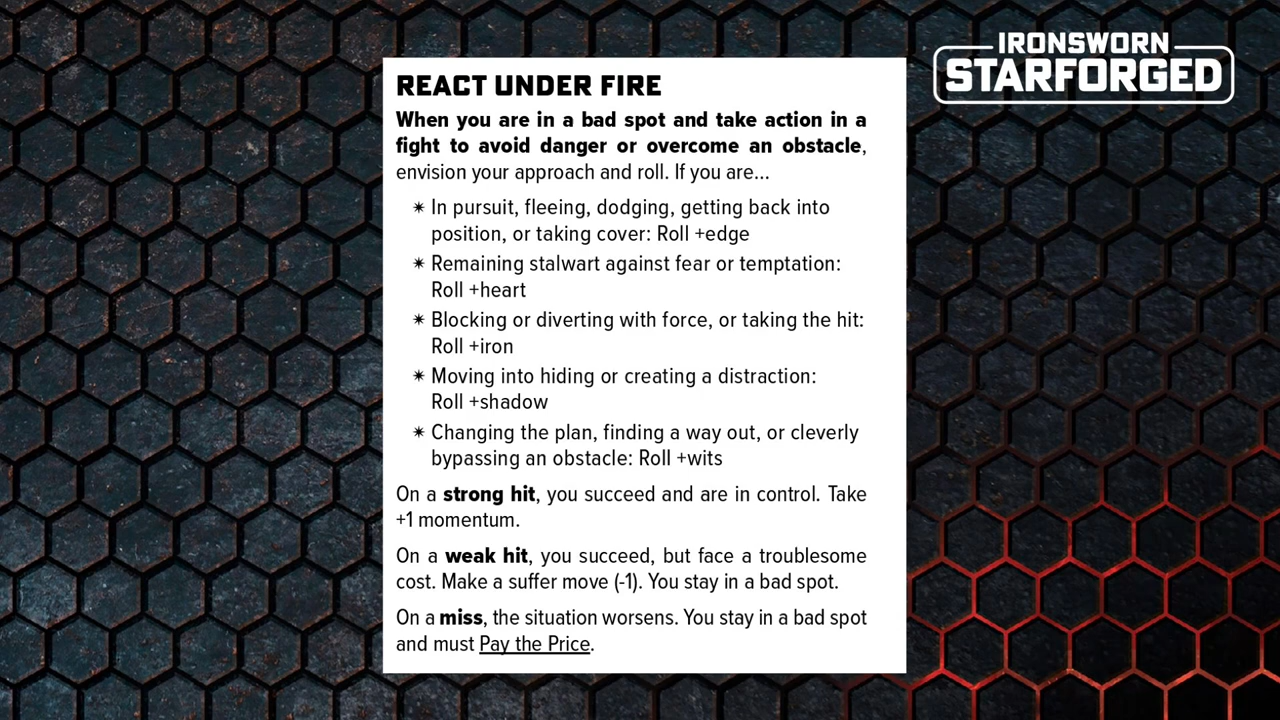 IRONSWORN
STARFORGED
REACT UNDER FIRE
When you are in a bad spot and take action in a
fight to avoid danger or overcome an obstacle,
envision your approach and roll. If you are...
✴ In pursuit, fleeing, dodging, getting back into
position, or taking cover: Roll +edge
✴ Remaining stalwart against fear or temptation:
Roll +heart
✴ Blocking or diverting with force, or taking the hit:
Roll +iron
✴ Moving into hiding or creating a distraction:
Roll +shadow
✴ Changing the plan, finding a way out, or cleverly
bypassing an obstacle: Roll +wits
On a strong hit, you succeed and are in control. Take
+1 momentum.
On a weak hit, you succeed, but face a troublesome
cost. Make a suffer move (-1). You stay in a bad spot.
On a miss, the situation worsens. You stay in a bad spot
and must Pay the Price.